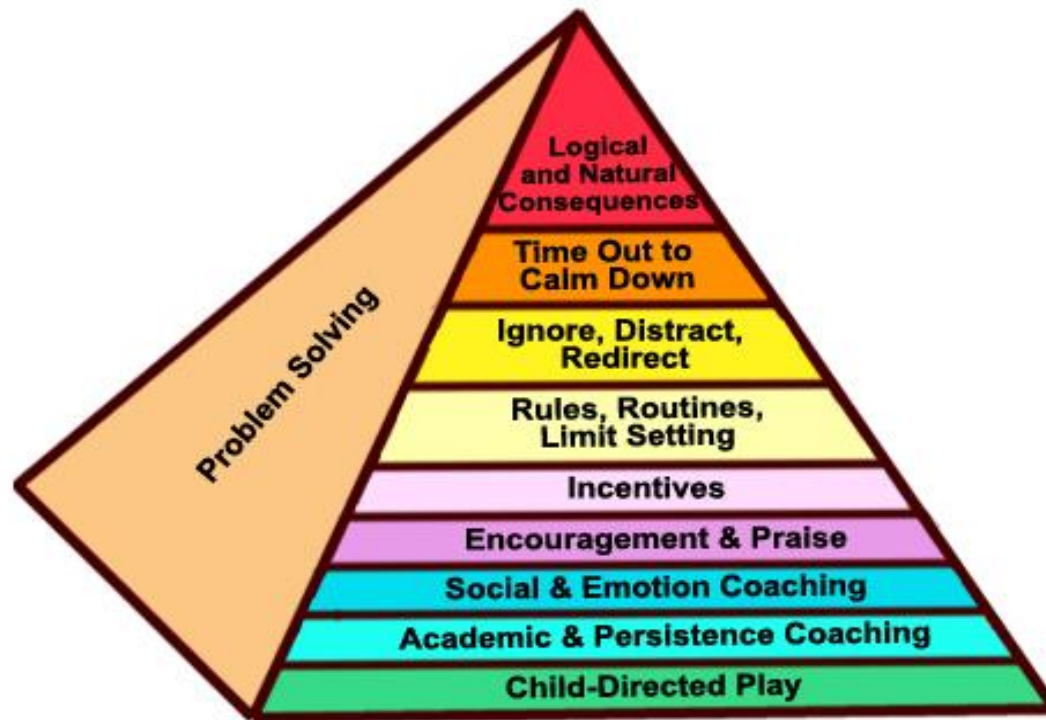 Logical
and Natural
Consequences
Time Out to
Calm Down
Ignore, Distract,
Redirect
Rules, Routines,
Limit Setting
Incentives
Encouragement & Praise
Social & Emotion Coaching
Academic & Persistence Coaching
Child-Directed Play
Problem Solving